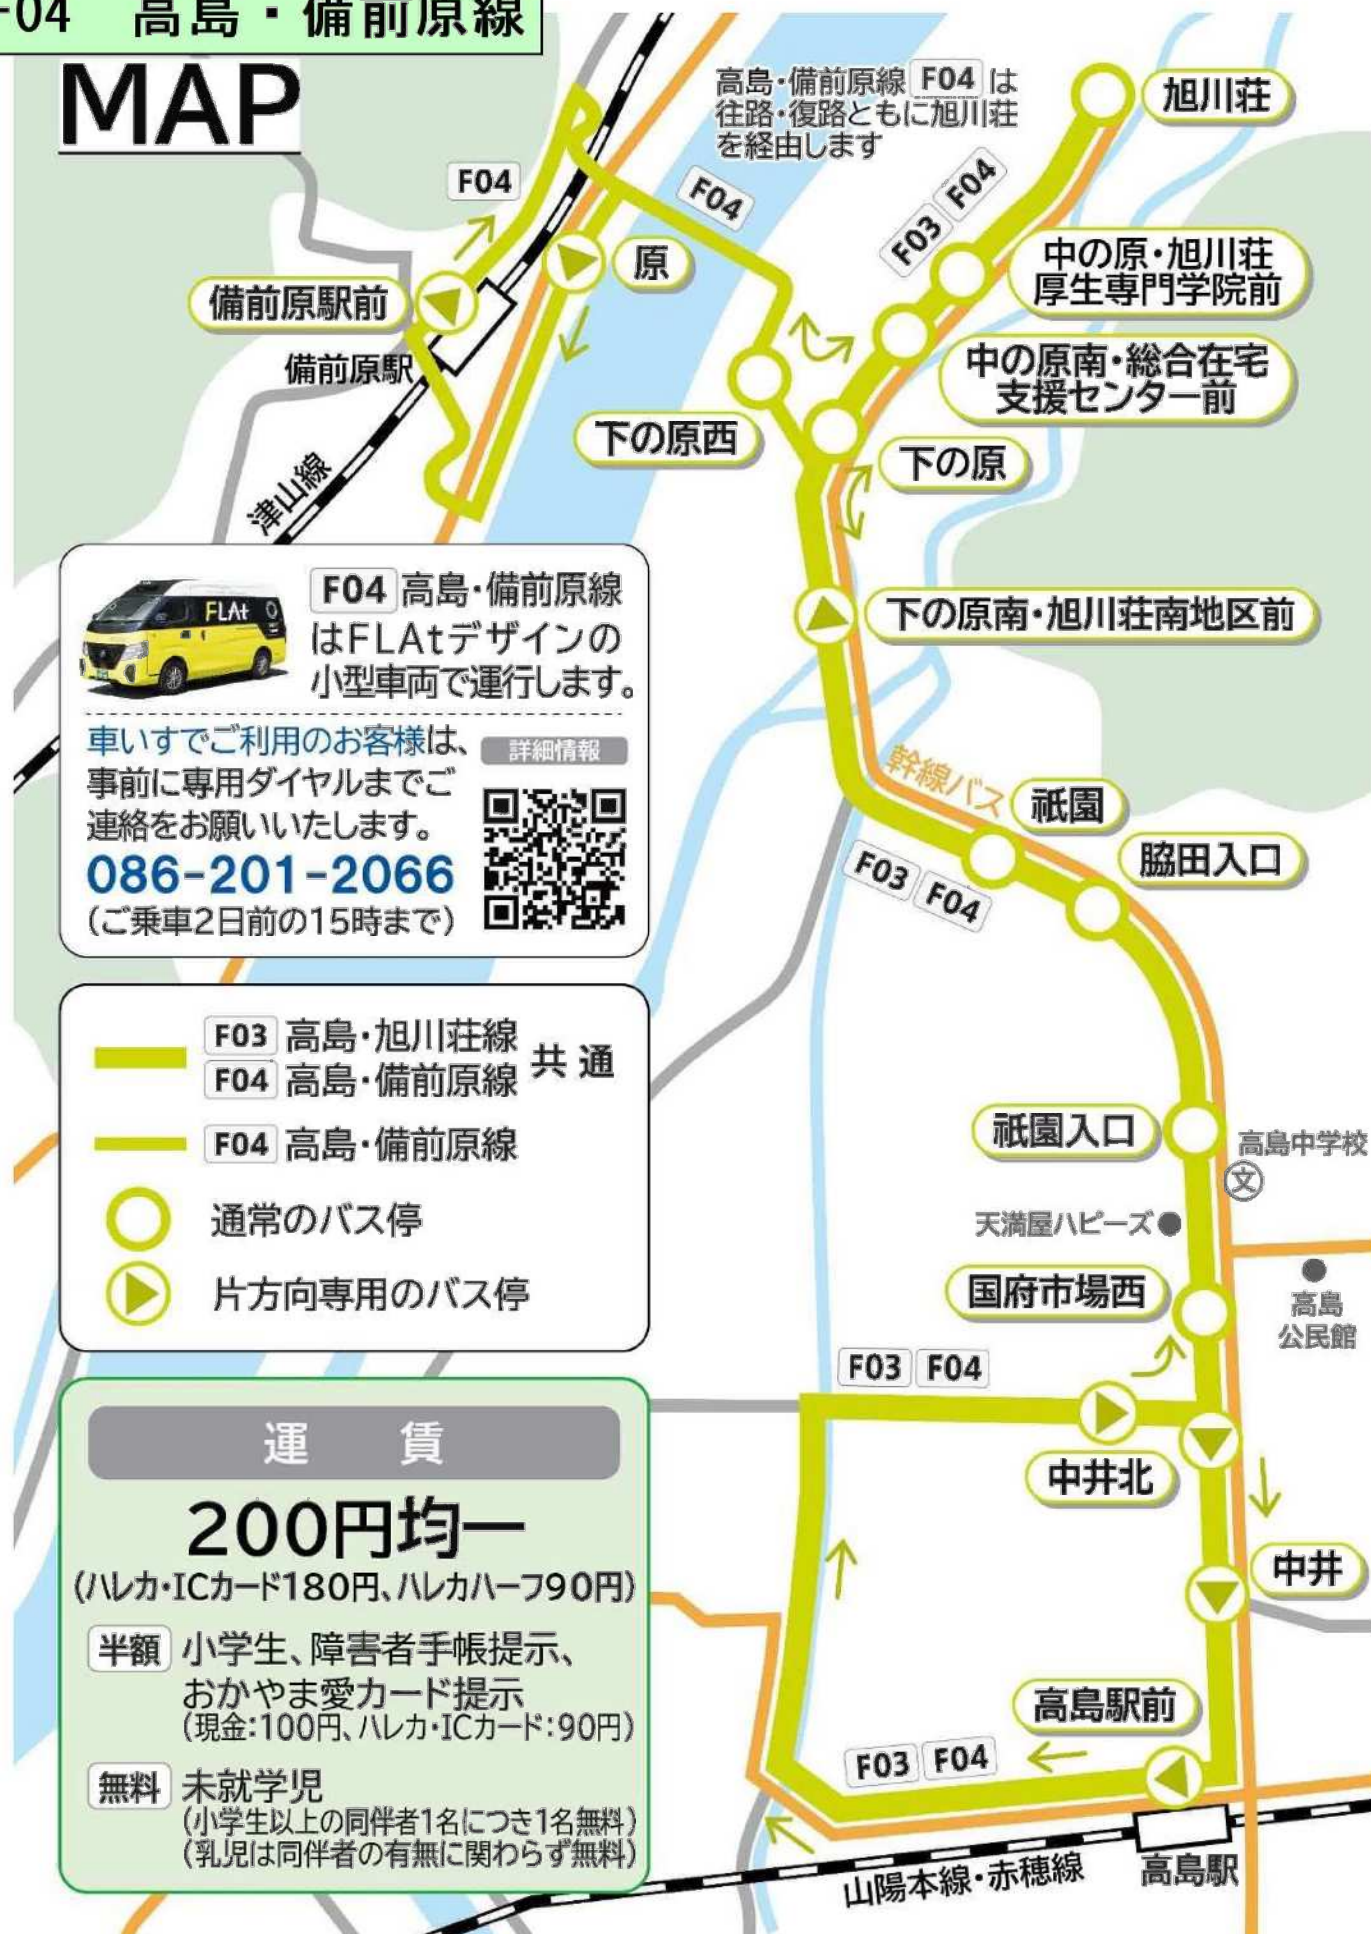 F04 高島・備前原線
MAP
高島・備前原線 F04 は
往路・復路ともに旭川荘
を経由します
旭川荘
F04
F04
F03 F04
原
備前原駅前
備前原駅
津山線
中の原・旭川荘
厚生専門学院前
中の原南・総合在宅
支援センター前
下の原西
下の原
下の原南・旭川荘南地区前
FLAt
F04 高島・備前原線
はFLAtデザインの
小型車両で運行します。
車いすでご利用のお客様は、
事前に専用ダイヤルまでご
連絡をお願いいたします。
086-201-2066
(ご乗車2日前の15時まで)
詳細情報
幹線バス
祇園
脇田入口
F03 F04
F03 高島・旭川荘線
F04 高島・備前原線
共通
F04 高島・備前原線
通常のバス停
片方向専用のバス停
祇園入口
高島中学校
文
天満屋ハピーズ
国府市場西
高島
公民館
F03 F04
中井北
中井
高島駅前
F03 F04
高島駅
山陽本線・赤穂線
運賃
200円均一
(ハレカ・ICカード180円、ハレカハーフ90円)
半額 小学生、障害者手帳提示、
おかやま愛カード提示
(現金:100円、ハレカ・ICカード:90円)
無料 未就学児
(小学生以上の同伴者1名につき1名無料)
(乳児は同伴者の有無に関わらず無料)